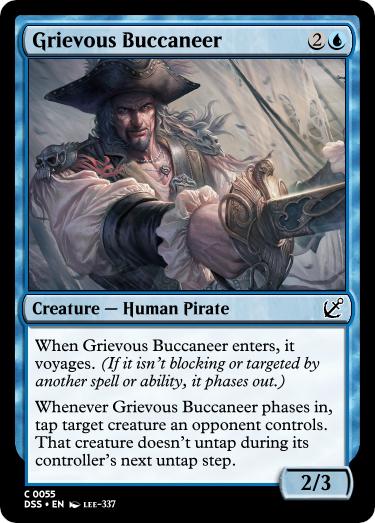 Grievous Buccaneer 2
Creature — Human Pirate
When Grievous Buccaneer enters, it
voyages. (If it isn't blocking or targeted by
another spell or ability, it phases out.)
Whenever Grievous Buccaneer phases in,
tap target creature an opponent controls.
That creature doesn't untap during its
controller's next untap step.
2/3
C 0055
DSS • EN LEE-337